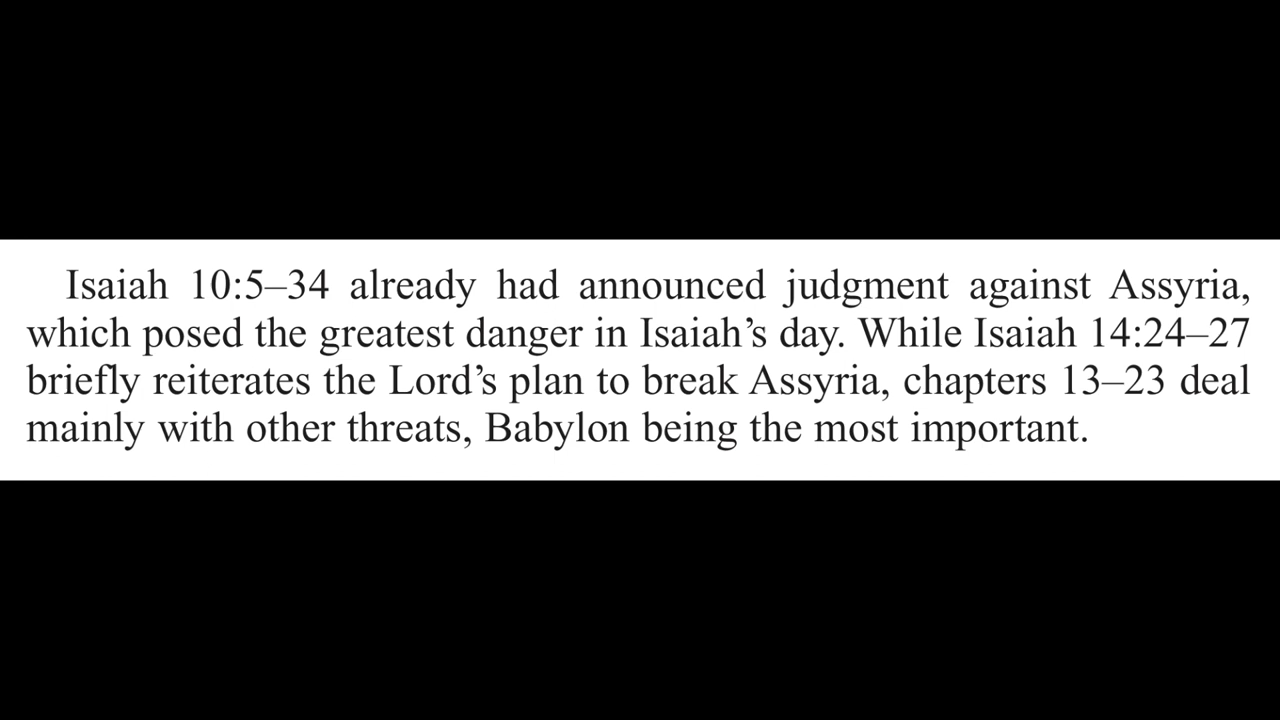 Isaiah 10:5–34 already had announced judgment against Assyria,
which posed the greatest danger in Isaiah’s day. While Isaiah 14:24–27
briefly reiterates the Lord’s plan to break Assyria, chapters 13–23 deal
mainly with other threats, Babylon being the most important.